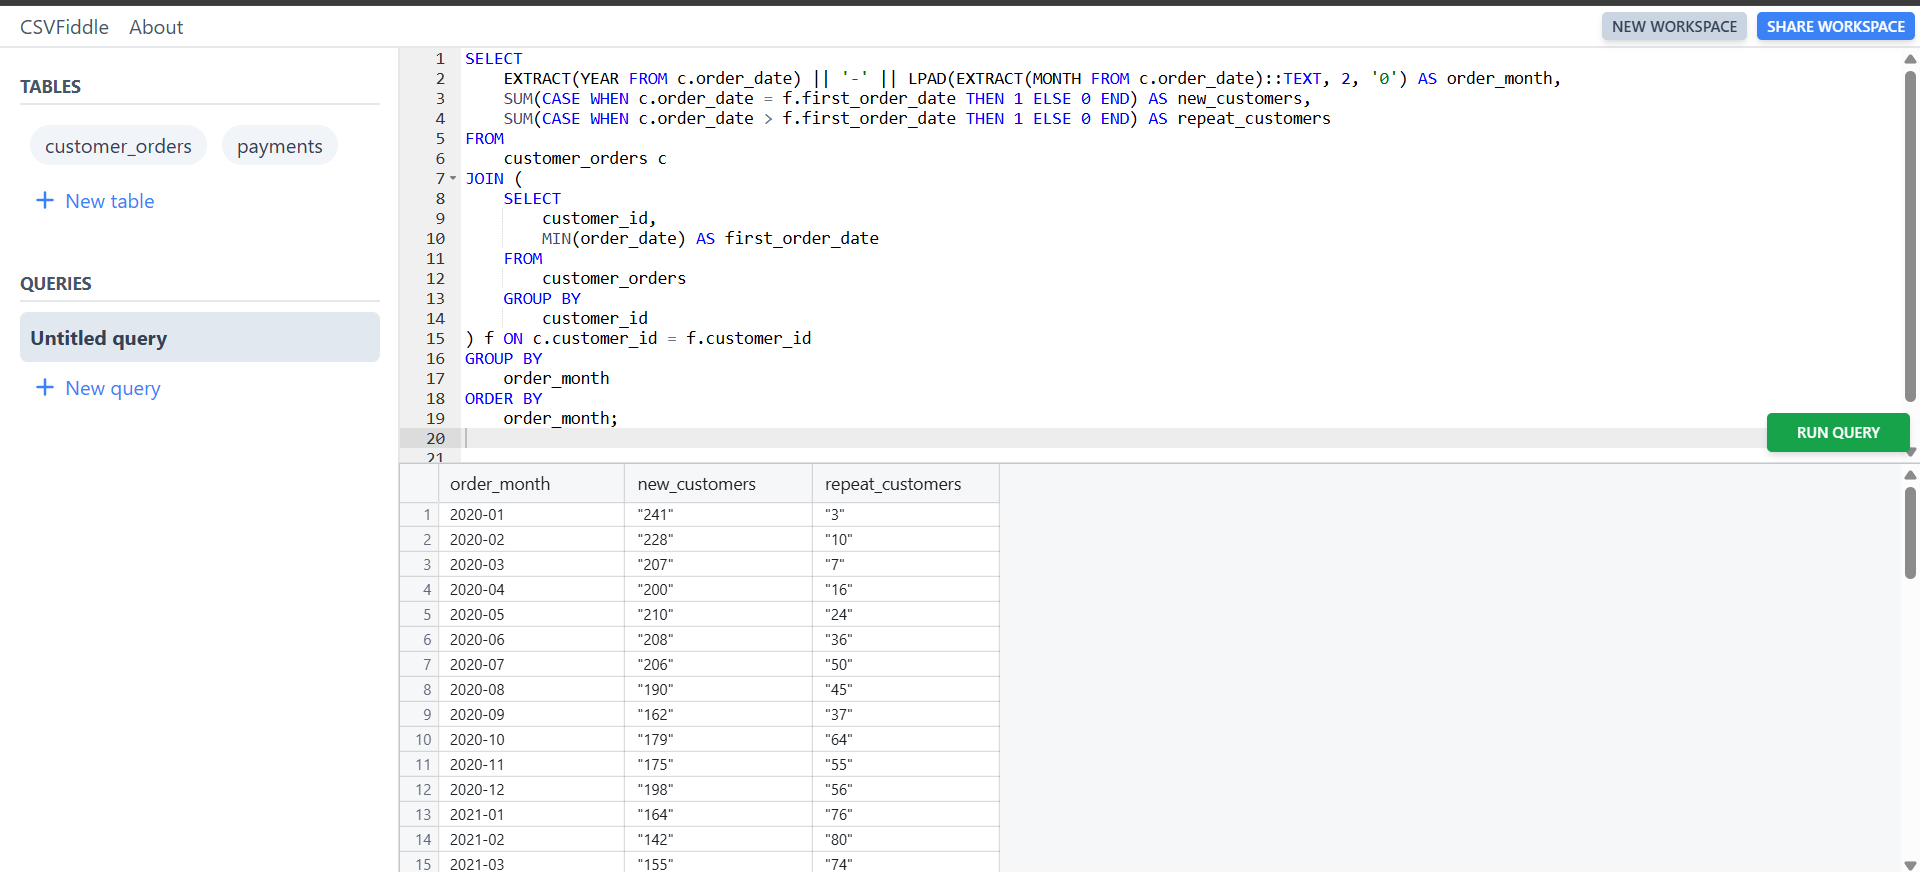 CSVFiddle About NEW WORKSPACE SHARE WORKSPACE
TABLES
customer_orders payments
+ New table
QUERIES
Untitled query
+ New query
1 SELECT
2 EXTRACT(YEAR FROM c.order_date) || '-' || LPAD(EXTRACT(MONTH FROM c.order_date)::TEXT, 2, '0') AS order_month,
3 SUM(CASE WHEN c.order_date = f.first_order_date THEN 1 ELSE 0 END) AS new_customers,
4 SUM(CASE WHEN c.order_date > f.first_order_date THEN 1 ELSE 0 END) AS repeat_customers
5 FROM
6 customer_orders c
7 JOIN (
8 SELECT
9 customer_id,
10 MIN(order_date) AS first_order_date
11 FROM
12 customer_orders
13 GROUP BY
14 customer_id
15 ) f ON c.customer_id = f.customer_id
16 GROUP BY
17 order_month
18 ORDER BY
19 order_month;
20
21
RUN QUERY
order_month new_customers repeat_customers
1 2020-01 "241" "3"
2 2020-02 "228" "10"
3 2020-03 "207" "7"
4 2020-04 "200" "16"
5 2020-05 "210" "24"
6 2020-06 "208" "36"
7 2020-07 "206" "50"
8 2020-08 "190" "45"
9 2020-09 "162" "37"
10 2020-10 "179" "64"
11 2020-11 "175" "55"
12 2020-12 "198" "56"
13 2021-01 "164" "76"
14 2021-02 "142" "80"
15 2021-03 "155" "74"